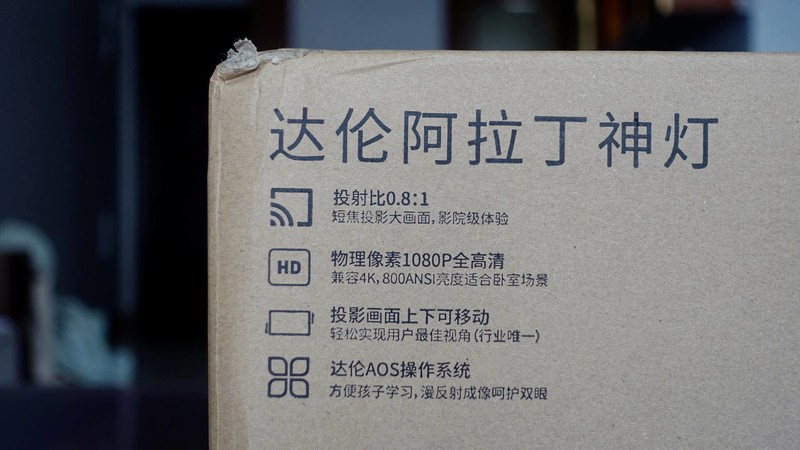 达伦阿拉丁神灯
投射比0.8:1
短焦投影大画面,影院级体验
HD
物理像素1080P全高清
兼容4K,800ANSI亮度适合卧室场景
投影画面上下可移动
轻松实现用户最佳视角(行业唯一)
达伦AOS操作系统
方便孩子学习,漫反射成像呵护双眼